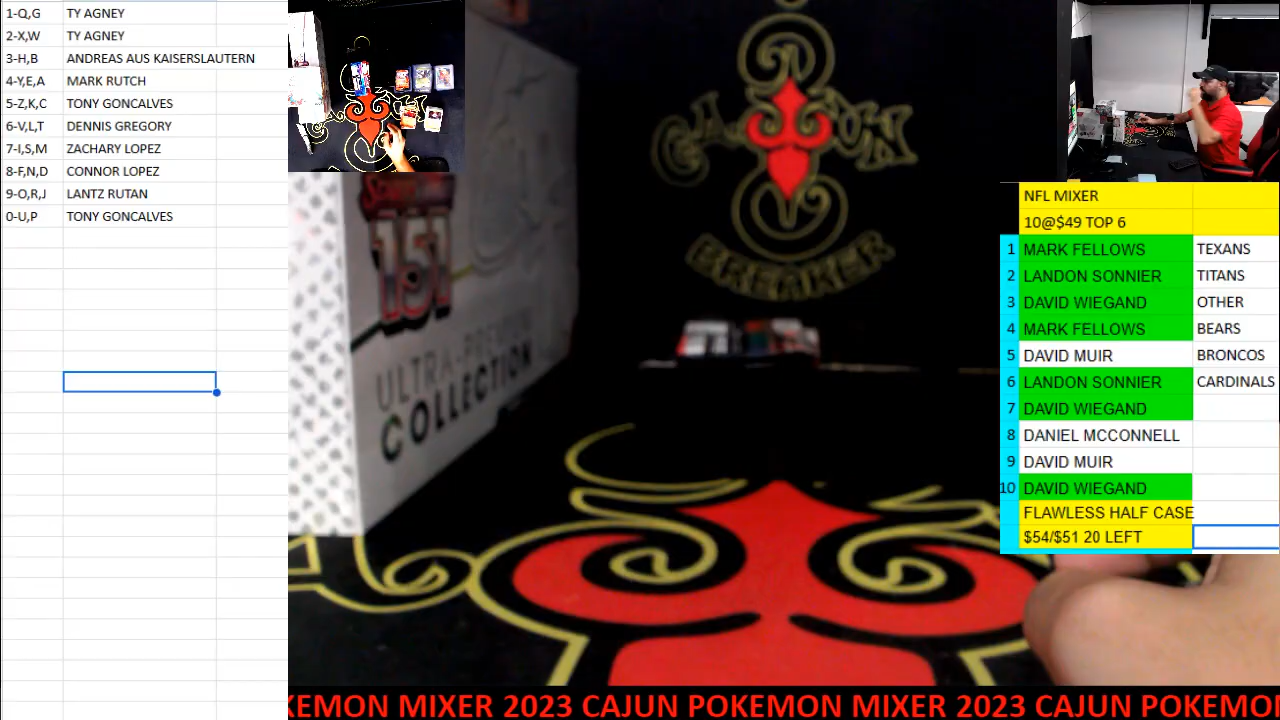 1-Q,G TY AGNEY
2-X,W TY AGNEY
3-H,B ANDREAS AUS KAISERSLAUTERN
4-Y,E,A MARK RUTCH
5-Z,K,C TONY GONCALVES
6-V,L,T DENNIS GREGORY
7-I,S,M ZACHARY LOPEZ
8-F,N,D CONNOR LOPEZ
9-O,R,J LANTZ RUTAN
0-U,P TONY GONCALVES
151
COLLECTION
BREAKER
NFL MIXER
10@$49 TOP 6
1 MARK FELLOWS TEXANS
2 LANDON SONNIER TITANS
3 DAVID WIEGAND OTHER
4 MARK FELLOWS BEARS
5 DAVID MUIR BRONCOS
6 LANDON SONNIER CARDINALS
7 DAVID WIEGAND
8 DANIEL MCCONNELL
9 DAVID MUIR
10 DAVID WIEGAND
FLAWLESS HALF CASE
$54/$51 20 LEFT
KEMON MIXER 2023 CAJUN POKEMON MIXER 2023 CAJUN POKEMO